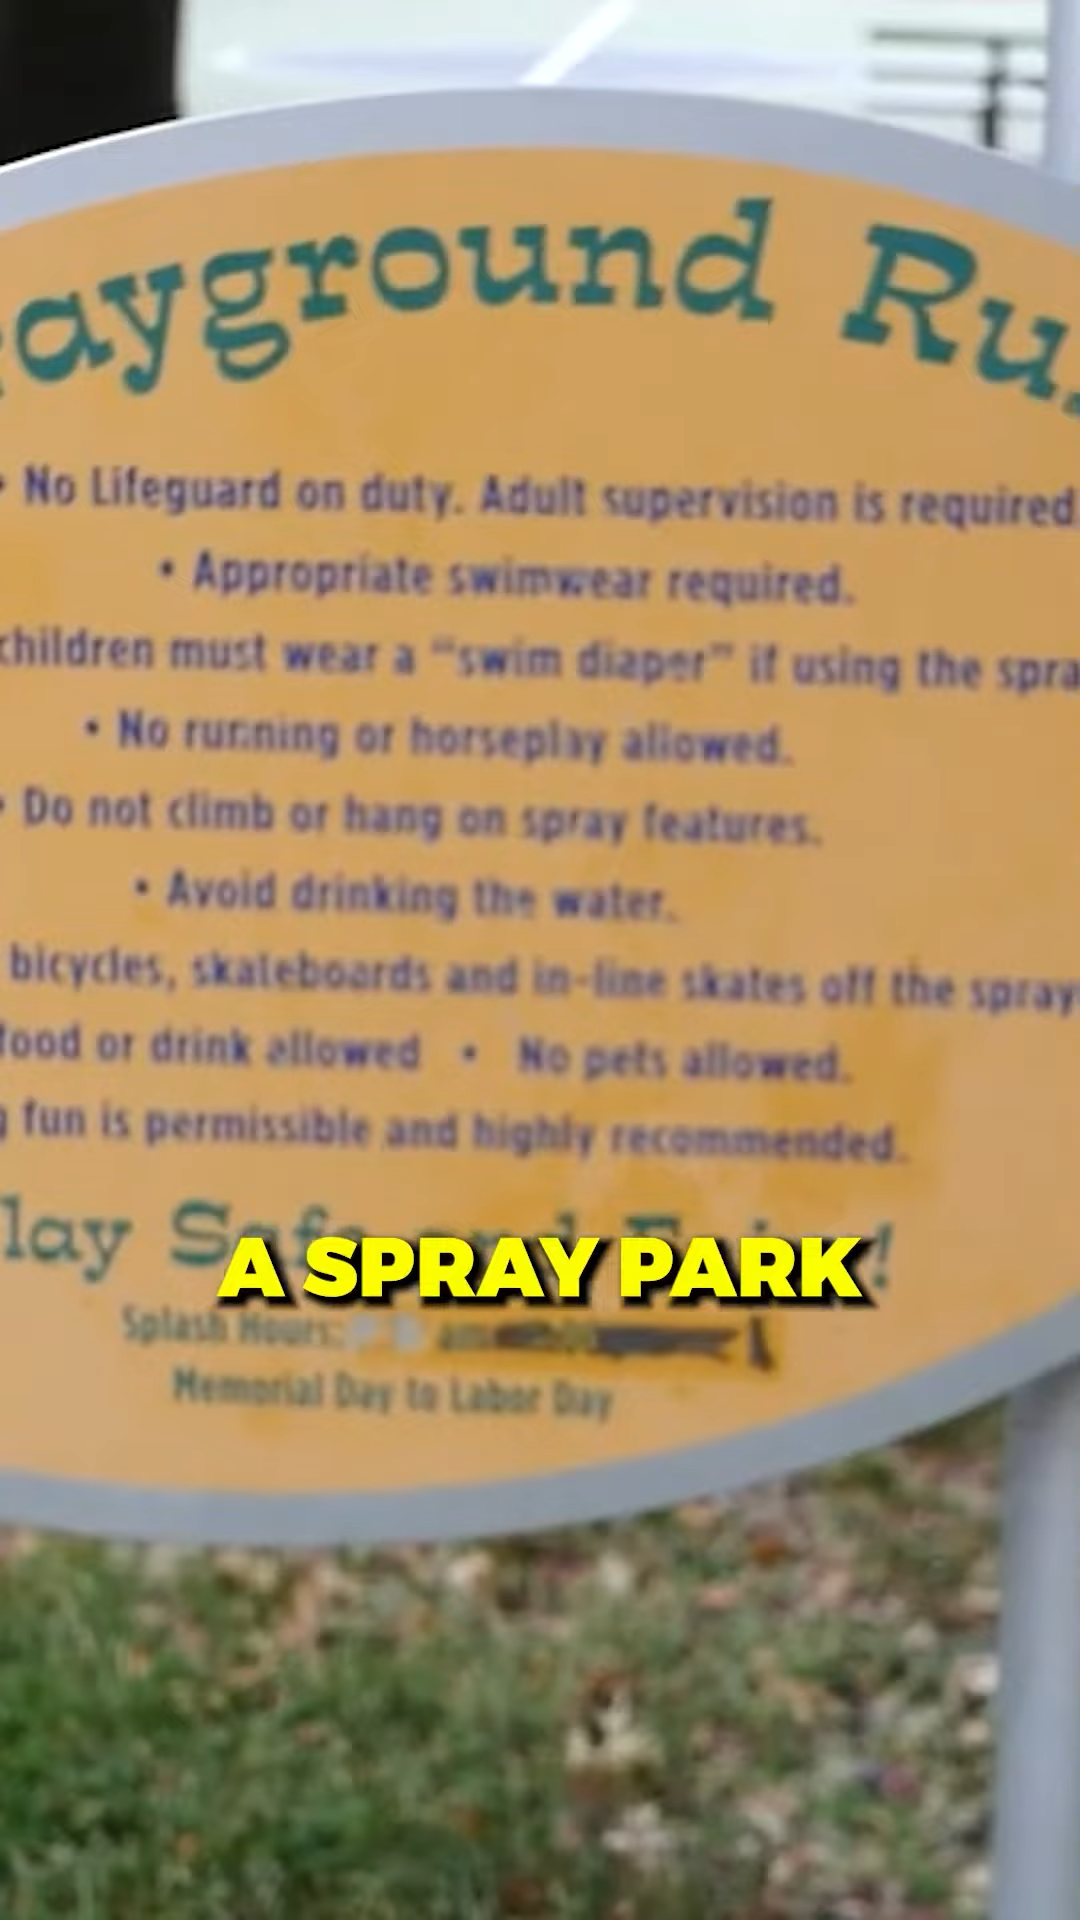 ayground Ru
• No Lifeguard on duty. Adult supervision is required
• Appropriate swimwear required.
children must wear a "swim diaper" if using the spra
• No running or horseplay allowed.
• Do not climb or hang on spray features.
• Avoid drinking the water.
bicycles, skateboards and in-line skates off the spray
food or drink allowed • No pets allowed.
g fun is permissible and highly recommended.
lay Safe and !
A SPRAY PARK
Splash Hours: am
Memorial Day to Labor Day